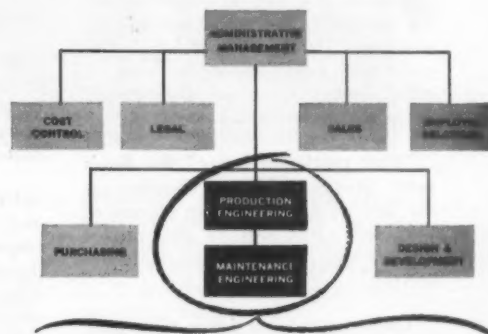 ADMINISTRATIVE
MANAGEMENT
COST
CONTROL
LEGAL
SALES
EMPLOYEE
RELATIONS
PRODUCTION
ENGINEERING
PURCHASING
MAINTENANCE
ENGINEERING
DESIGN &
DEVELOPMENT